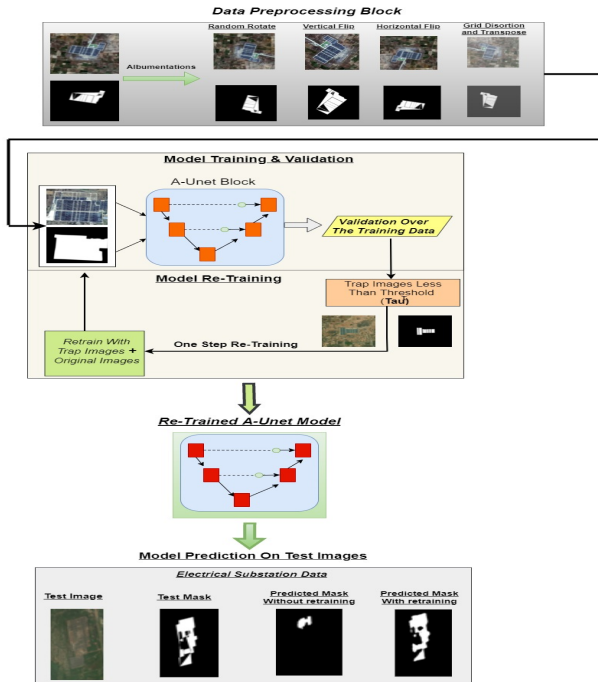 Data Preprocessing Block
Random Rotate
Vertical Flip
Horizontal Flip
Grid Disortion
and Transpose
Albumentations
Model Training & Validation
A-Unet Block
Validation Over
The Training Data
Model Re-Training
Trap Images Less
Than Threshold
(Tau)
Retrain With
Trap Images +
Original Images
One Step Re-Training
Re-Trained A-Unet Model
Model Prediction On Test Images
Electrical Substation Data
Test Image
Test Mask
Predicted Mask
Without retraining
Predicted Mask
With retraining